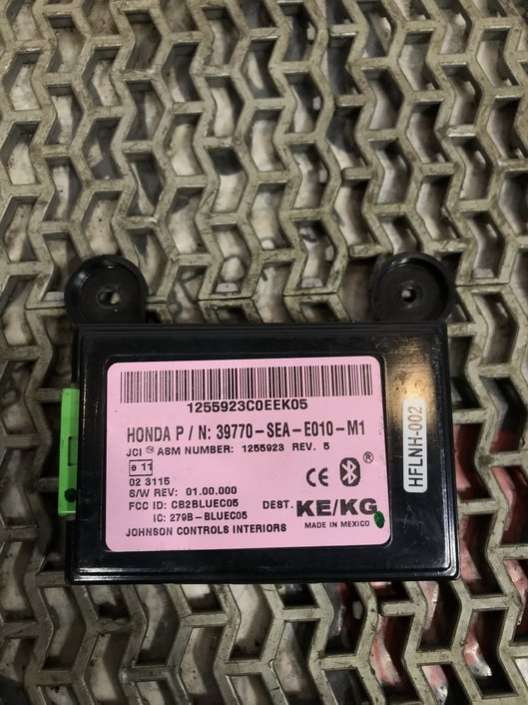 1255923C0EEK05
HONDA P / N: 39770-SEA-E010-M1
JCI TM ASM NUMBER: 1255923 REV. 5
e 11
02 3115
S/W REV: 01.00.000
FCC ID: CB2BLUEC05
IC: 279B-BLUEC05
JOHNSON CONTROLS INTERIORS
CE ®
DEST. KE/KG
MADE IN MEXICO
HFLNH-002